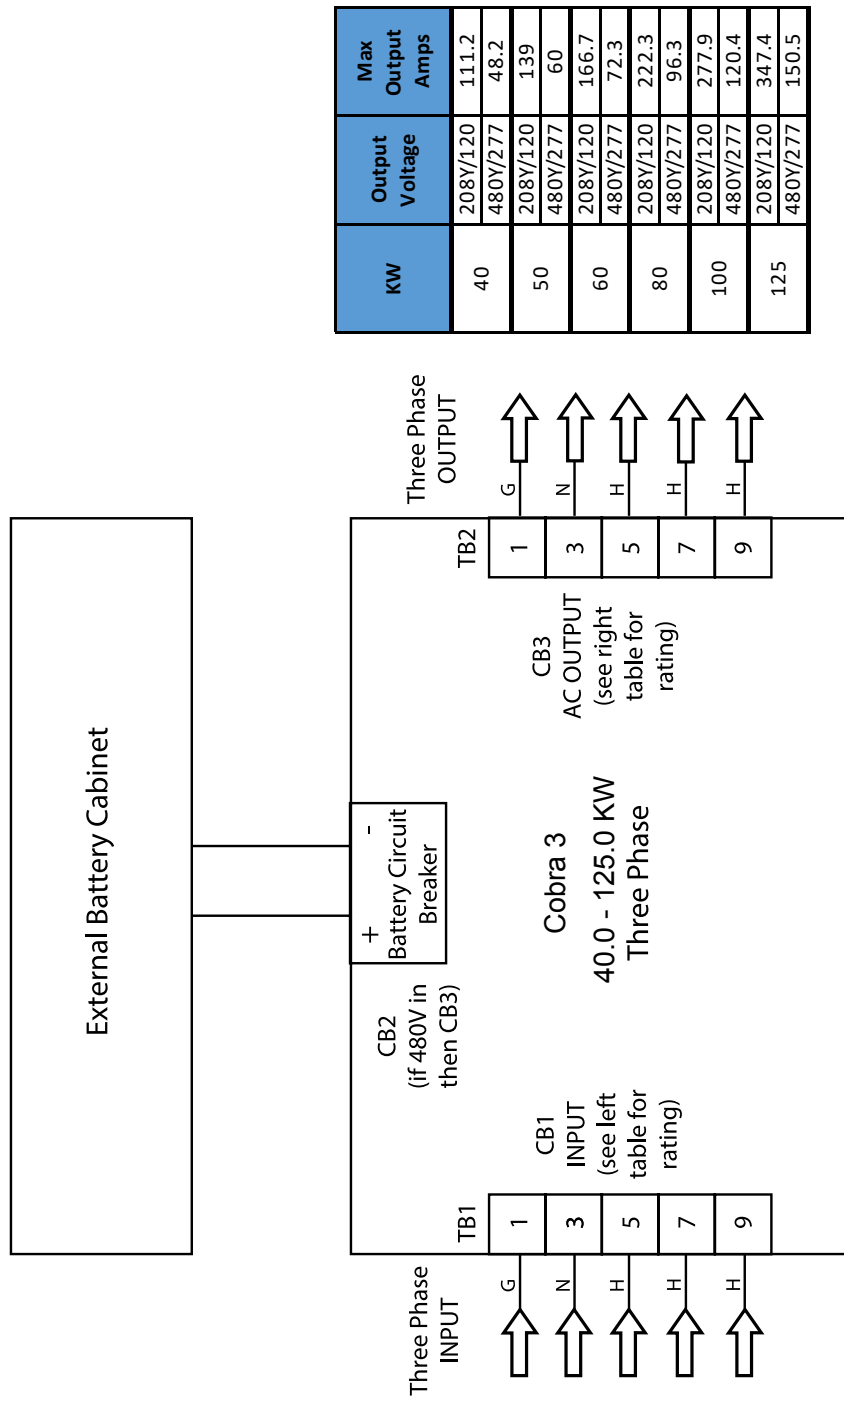 External Battery Cabinet
+ -
Battery Circuit
Breaker
CB2
(if 480V in
then CB3)
Three Phase
INPUT
TB1
G 1
N 3
H 5
H 7
H 9
CB1
INPUT
(see left
table for
rating)
Cobra 3
40.0 - 125.0 KW
Three Phase
CB3
AC OUTPUT
(see right
table for
rating)
TB2
Three Phase
OUTPUT
1 G
3 N
5 H
7 H
9 H
KW Output Voltage Max Output Amps
40 208Y/120 111.2
480Y/277 48.2
50 208Y/120 139
480Y/277 60
60 208Y/120 166.7
480Y/277 72.3
80 208Y/120 222.3
480Y/277 96.3
100 208Y/120 277.9
480Y/277 120.4
125 208Y/120 347.4
480Y/277 150.5